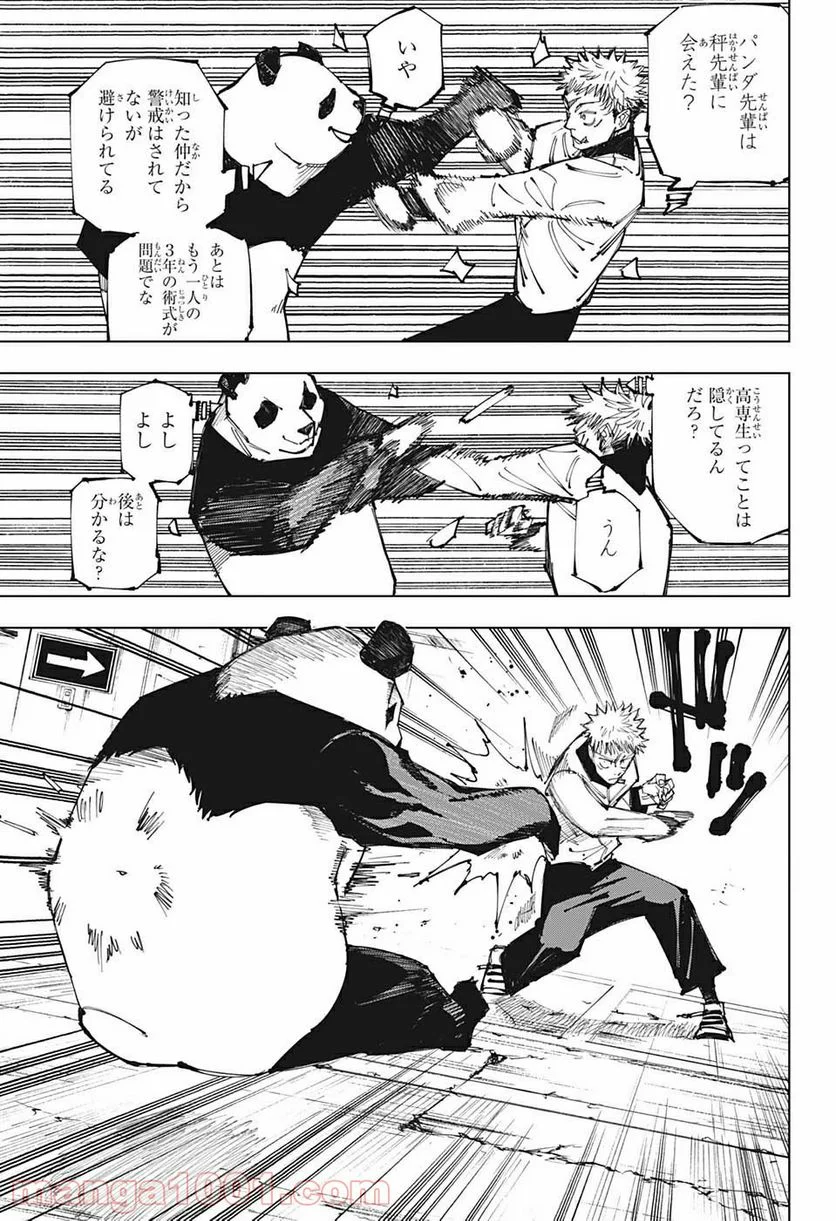 パンダ先輩は
秤先輩に
会えた？
いや
知った仲だから
警戒はされて
ないが
避けられてる
あとは
もう一人の
3年の術式が
問題でな
高専生ってことは
隠してるん
だろ？
うん
よし
よし
後は
分かるな？
manga1001.com